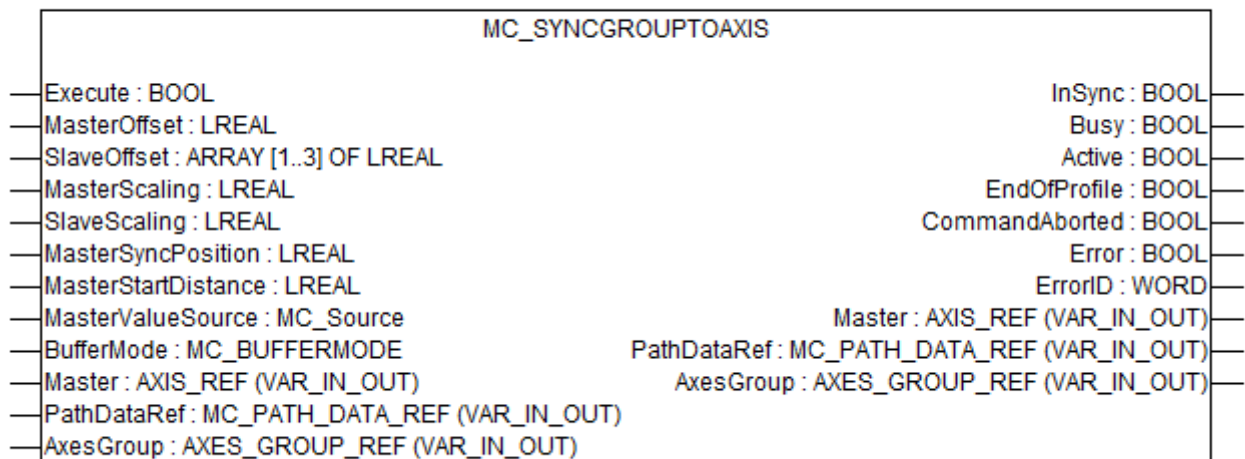 MC_SYNCGROUPTOAXIS
Execute : BOOL
InSync : BOOL
MasterOffset : LREAL
Busy : BOOL
SlaveOffset : ARRAY [1..3] OF LREAL
Active : BOOL
MasterScaling : LREAL
EndOfProfile : BOOL
SlaveScaling : LREAL
CommandAborted : BOOL
MasterSyncPosition : LREAL
Error : BOOL
MasterStartDistance : LREAL
ErrorID : WORD
MasterValueSource : MC_Source
Master : AXIS_REF (VAR_IN_OUT)
BufferMode : MC_BUFFERMODE
PathDataRef : MC_PATH_DATA_REF (VAR_IN_OUT)
Master : AXIS_REF (VAR_IN_OUT)
AxesGroup : AXES_GROUP_REF (VAR_IN_OUT)
PathDataRef : MC_PATH_DATA_REF (VAR_IN_OUT)
AxesGroup : AXES_GROUP_REF (VAR_IN_OUT)